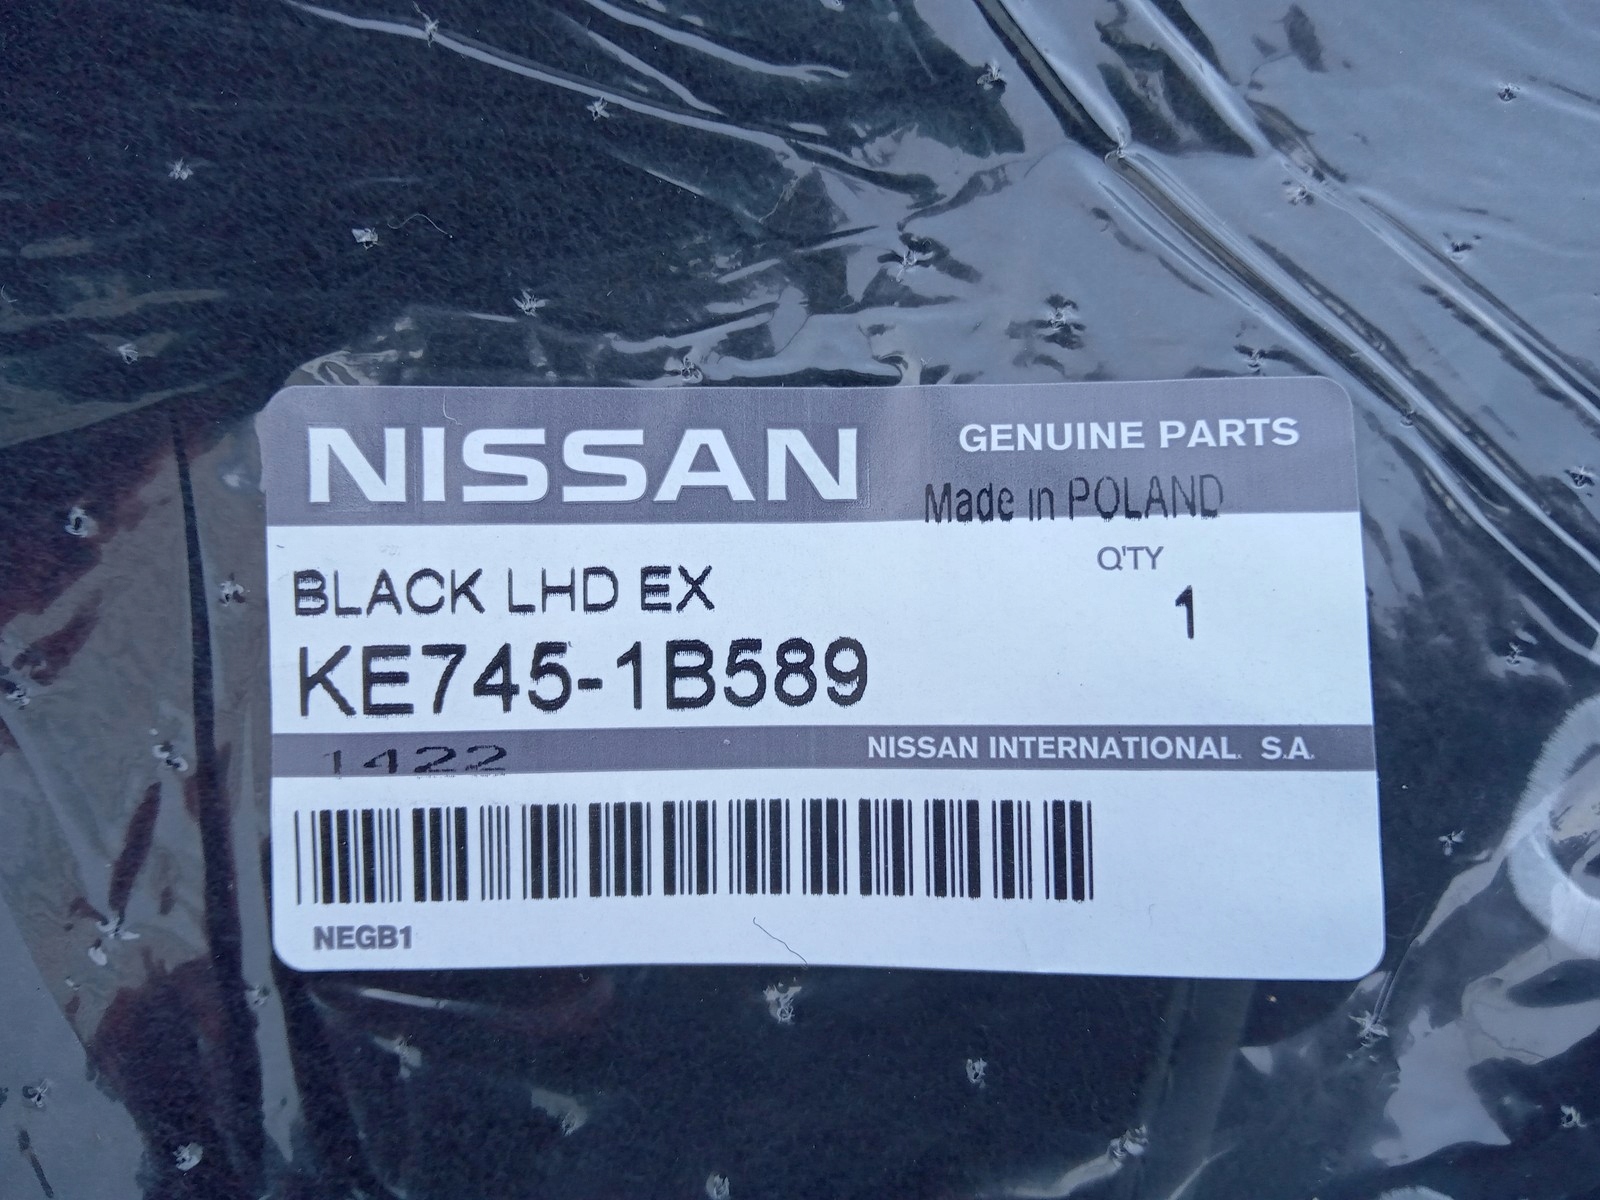 NISSAN
GENUINE PARTS
Made in POLAND
Q'TY
BLACK LHD EX
1
KE745-1B589
1422
NISSAN INTERNATIONAL. S.A.
NEGB1